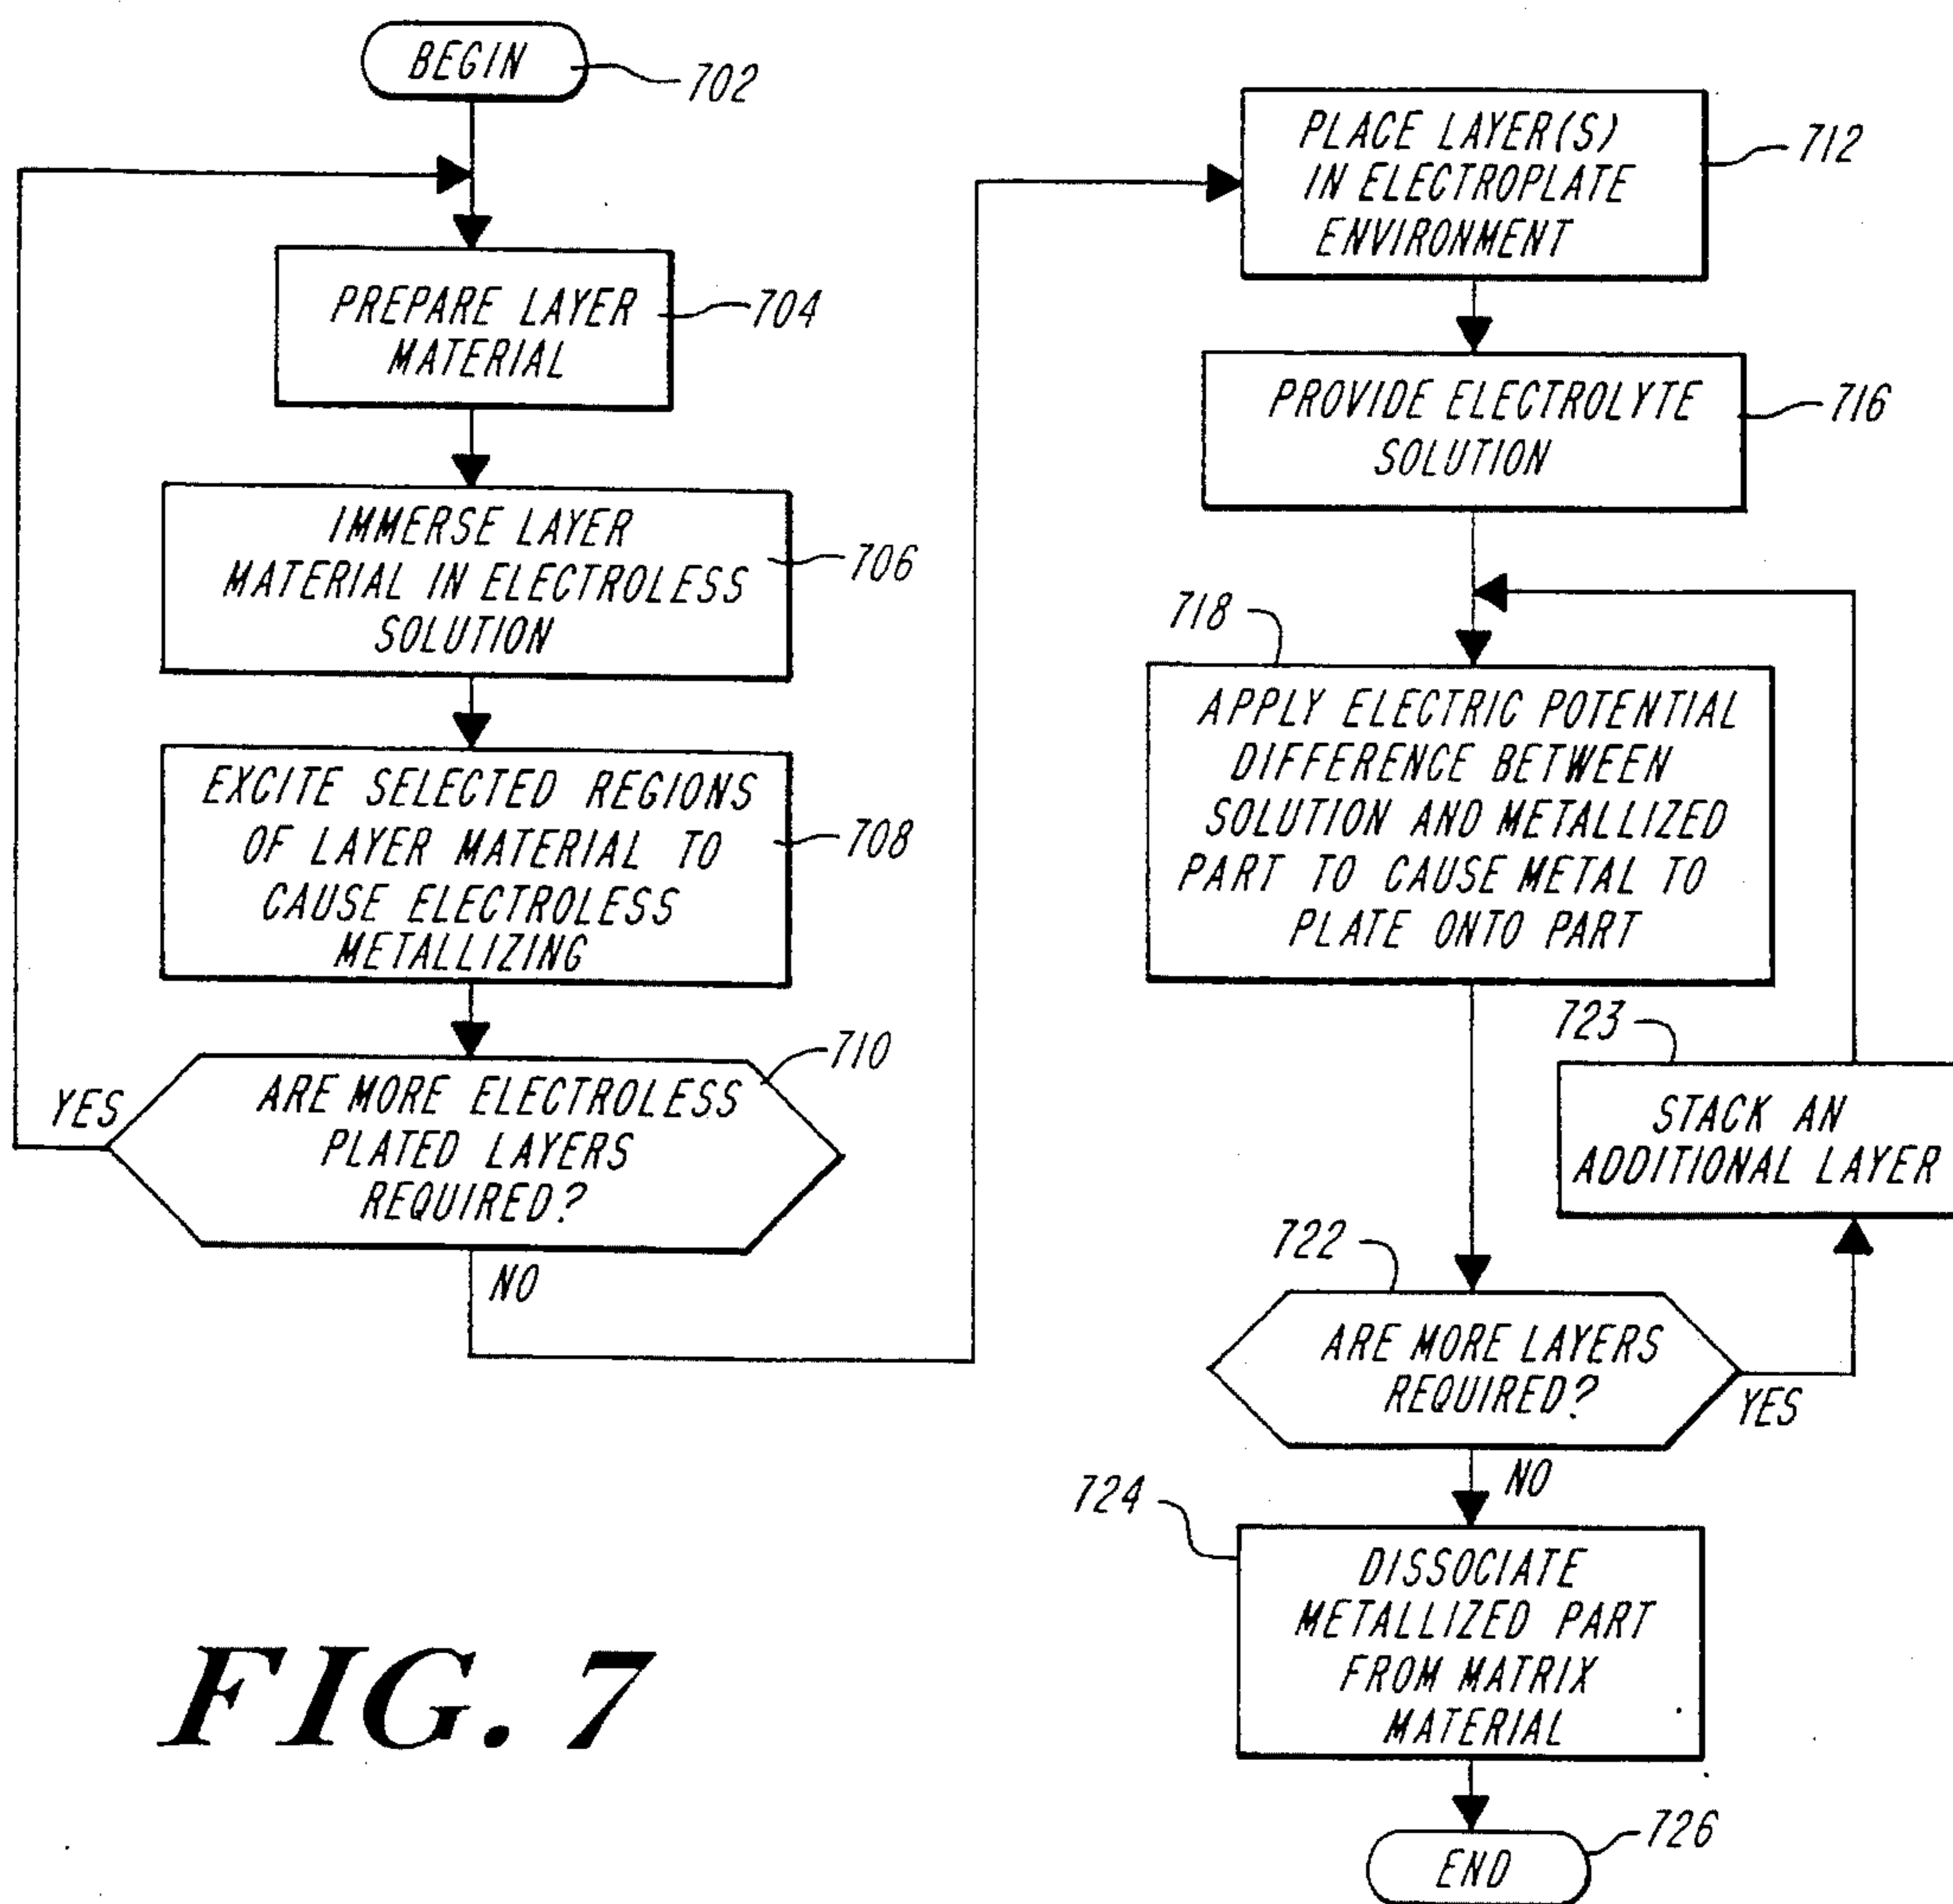 BEGIN
702
PREPARE LAYER
MATERIAL
704
IMMERSE LAYER
MATERIAL IN ELECTROLESS
SOLUTION
706
EXCITE SELECTED REGIONS
OF LAYER MATERIAL TO
CAUSE ELECTROLESS
METALLIZING
708
710
ARE MORE ELECTROLESS
PLATED LAYERS
REQUIRED?
YES
NO
PLACE LAYER(S)
IN ELECTROPLATE
ENVIRONMENT
712
PROVIDE ELECTROLYTE
SOLUTION
716
718
APPLY ELECTRIC POTENTIAL
DIFFERENCE BETWEEN
SOLUTION AND METALLIZED
PART TO CAUSE METAL TO
PLATE ONTO PART
723
STACK AN
ADDITIONAL LAYER
722
ARE MORE LAYERS
REQUIRED?
YES
NO
724
DISSOCIATE
METALLIZED PART
FROM MATRIX
MATERIAL
726
END
FIG. 7